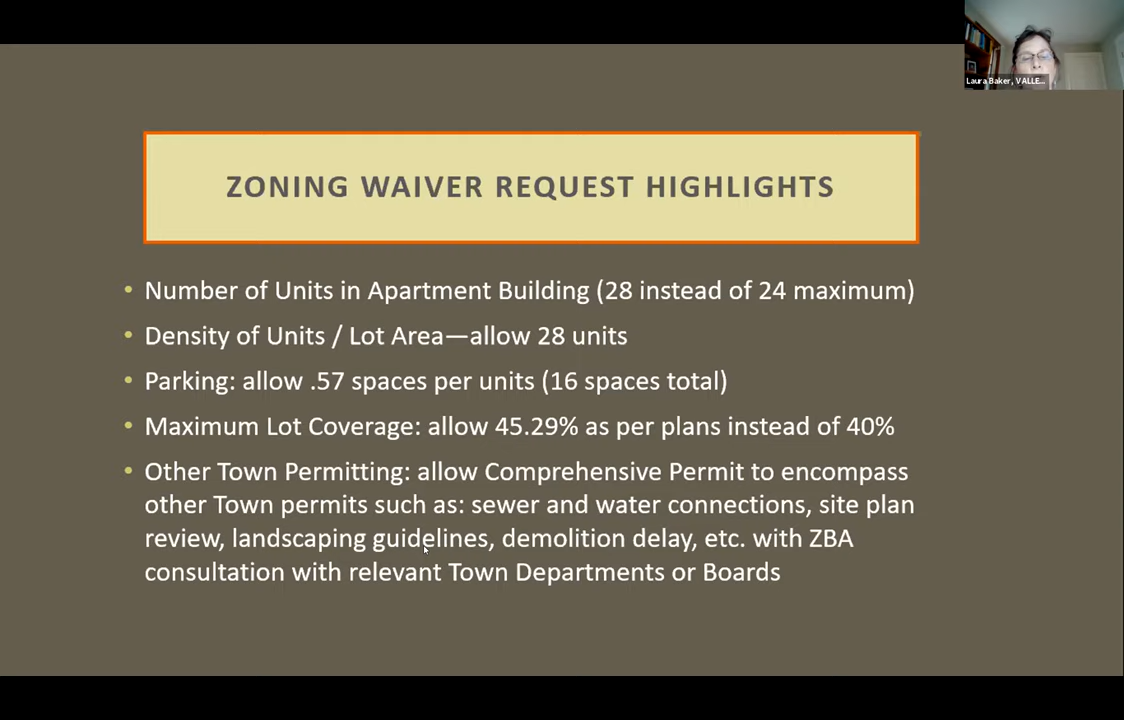 Laura Baker, VALLE...
ZONING WAIVER REQUEST HIGHLIGHTS
• Number of Units in Apartment Building (28 instead of 24 maximum)
• Density of Units / Lot Area—allow 28 units
• Parking: allow .57 spaces per units (16 spaces total)
• Maximum Lot Coverage: allow 45.29% as per plans instead of 40%
• Other Town Permitting: allow Comprehensive Permit to encompass
other Town permits such as: sewer and water connections, site plan
review, landscaping guidelines, demolition delay, etc. with ZBA
consultation with relevant Town Departments or Boards